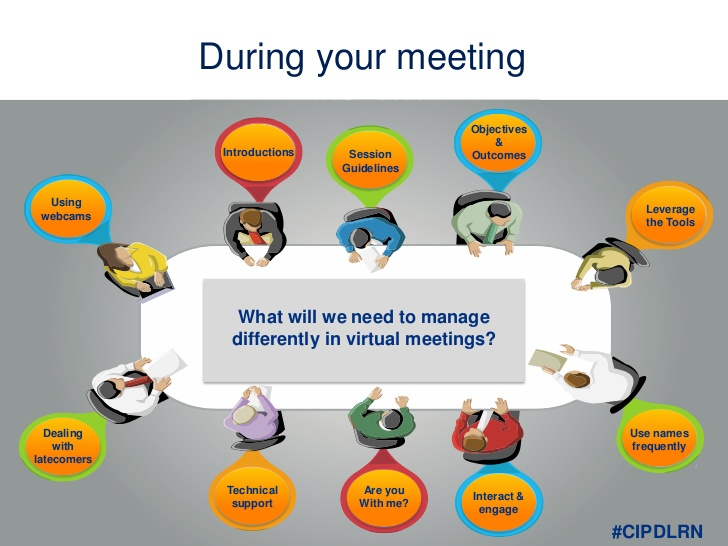 During your meeting
Introductions
Session
Guidelines
Objectives
&
Outcomes
Using
webcams
Leverage
the Tools
What will we need to manage
differently in virtual meetings?
Dealing
with
latecomers
Use names
frequently
Technical
support
Are you
With me?
Interact &
engage
#CIPDLRN